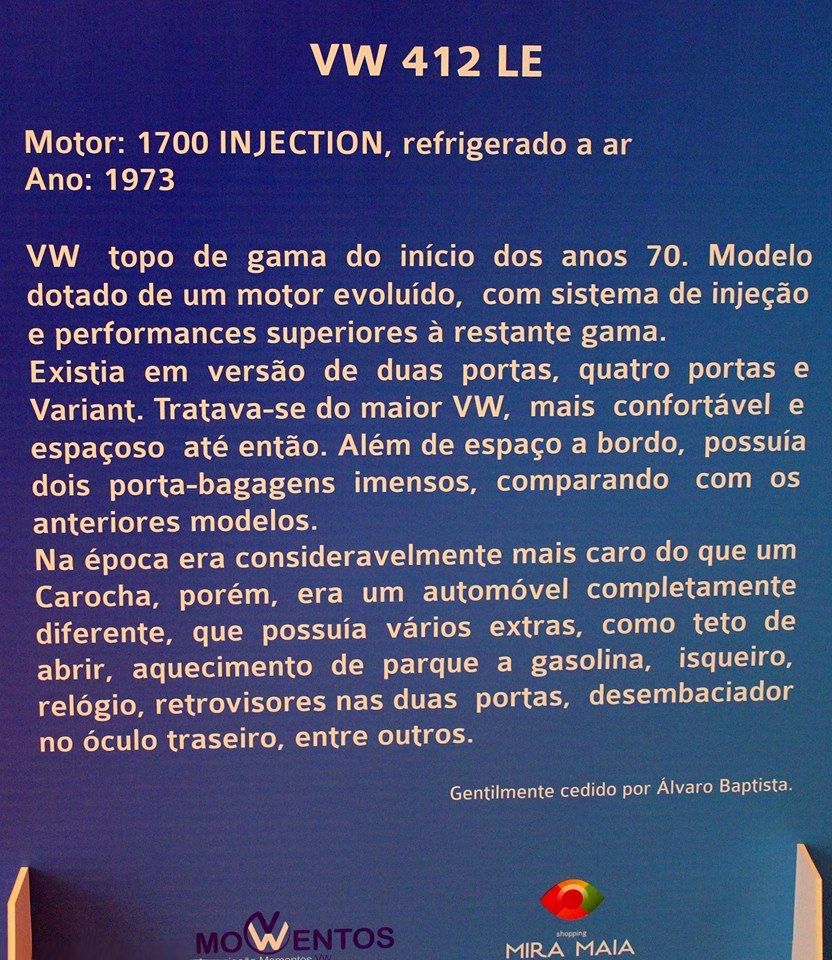 VW 412 LE
Motor: 1700 INJECTION, refrigerado a ar
Ano: 1973
VW topo de gama do início dos anos 70. Modelo
dotado de um motor evoluído, com sistema de injeção
e performances superiores à restante gama.
Existia em versão de duas portas, quatro portas e
Variant. Tratava-se do maior VW, mais confortável e
espaçoso até então. Além de espaço a bordo, possuía
dois porta-bagagens imensos, comparando com os
anteriores modelos.
Na época era consideravelmente mais caro do que um
Carocha, porém, era um automóvel completamente
diferente, que possuía vários extras, como teto de
abrir, aquecimento de parque a gasolina, isqueiro,
relógio, retrovisores nas duas portas, desembaciador
no óculo traseiro, entre outros.
Gentilmente cedido por Álvaro Baptista.
MOWENTOS
Momentos VW
shopping
MIRA MAIA